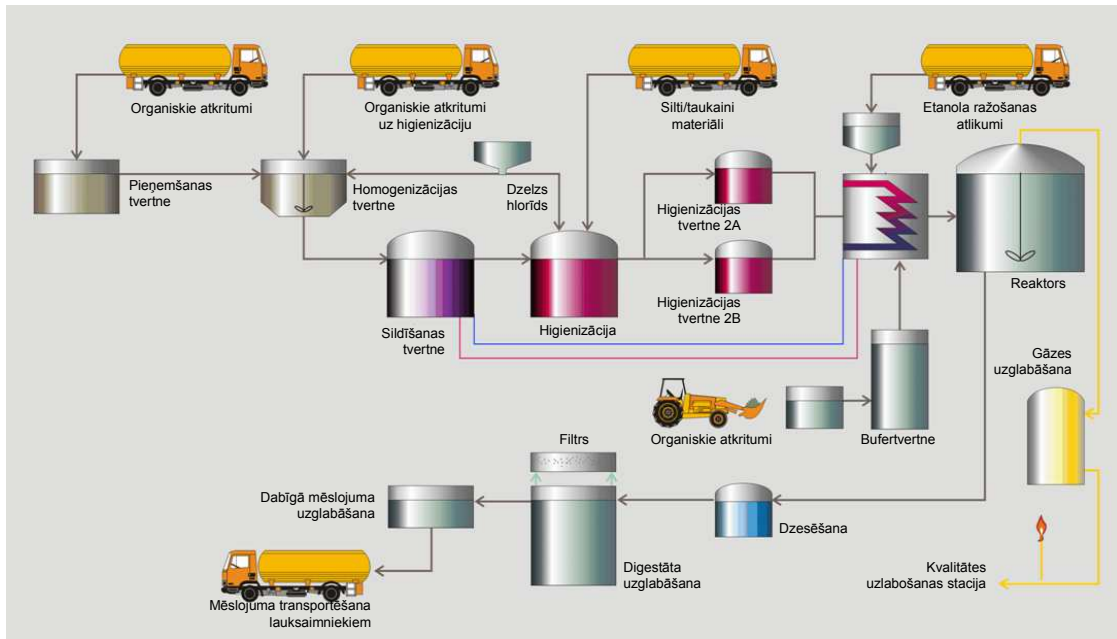 Organiskie atkritumi
Organiskie atkritumi
uz higienizāciju
Silti/taukaini
materiāli
Etanola ražošanas
atlikumi
Pieņemšanas
tvertne
Homogenizācijas
tvertne
Dzelzs
hlorīds
Higienizācijas
tvertne 2A
Higienizācijas
tvertne 2B
Reaktors
Sildīšanas
tvertne
Higienizācija
Gāzes
uzglabāšana
Organiskie atkritumi
Bufertvertne
Filtrs
Dabīgā mēslojuma
uzglabāšana
Dzesēšana
Digestāta
uzglabāšana
Kvalitātes
uzlabošanas stacija
Mēslojuma transportēšana
lauksaimniekiem